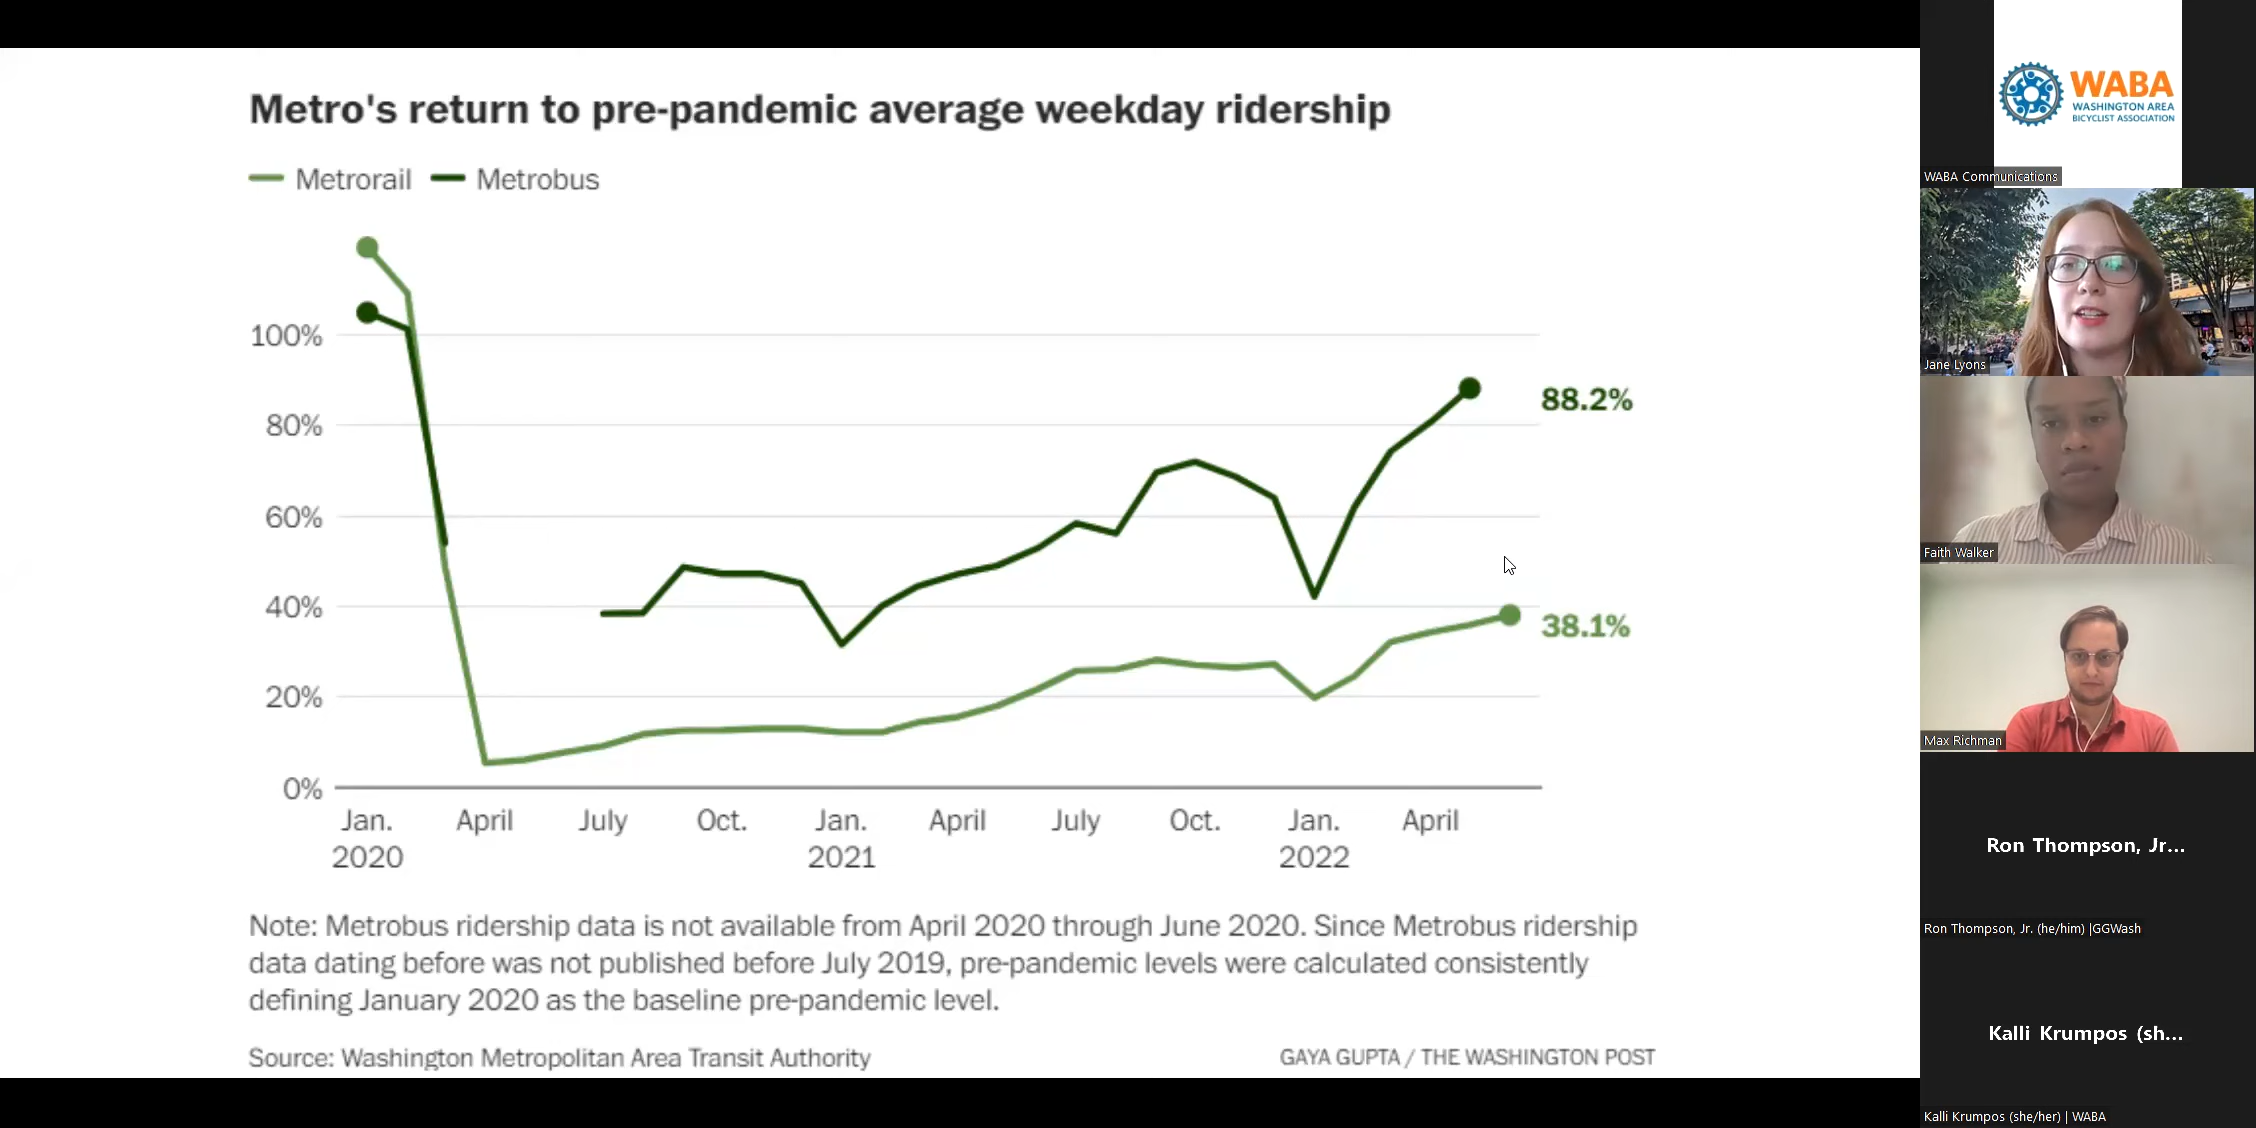 Metro's return to pre-pandemic average weekday ridership
Metrorail Metrobus
100%
80%
60%
40%
20%
0%
88.2%
38.1%
Jan. April July Oct. Jan. April July Oct. Jan. April
2020 2021 2022
Note: Metrobus ridership data is not available from April 2020 through June 2020. Since Metrobus ridership
data dating before was not published before July 2019, pre-pandemic levels were calculated consistently
defining January 2020 as the baseline pre-pandemic level.
Source: Washington Metropolitan Area Transit Authority GAYA GUPTA / THE WASHINGTON POST
WABA
WASHINGTON AREA
BICYCLIST ASSOCIATION
WABA Communications
Jane Lyons
Faith Walker
Max Richman
Ron Thompson, Jr...
Ron Thompson, Jr. (he/him) |GGWash
Kalli Krumpos (sh...
Kalli Krumpos (she/her) | WABA